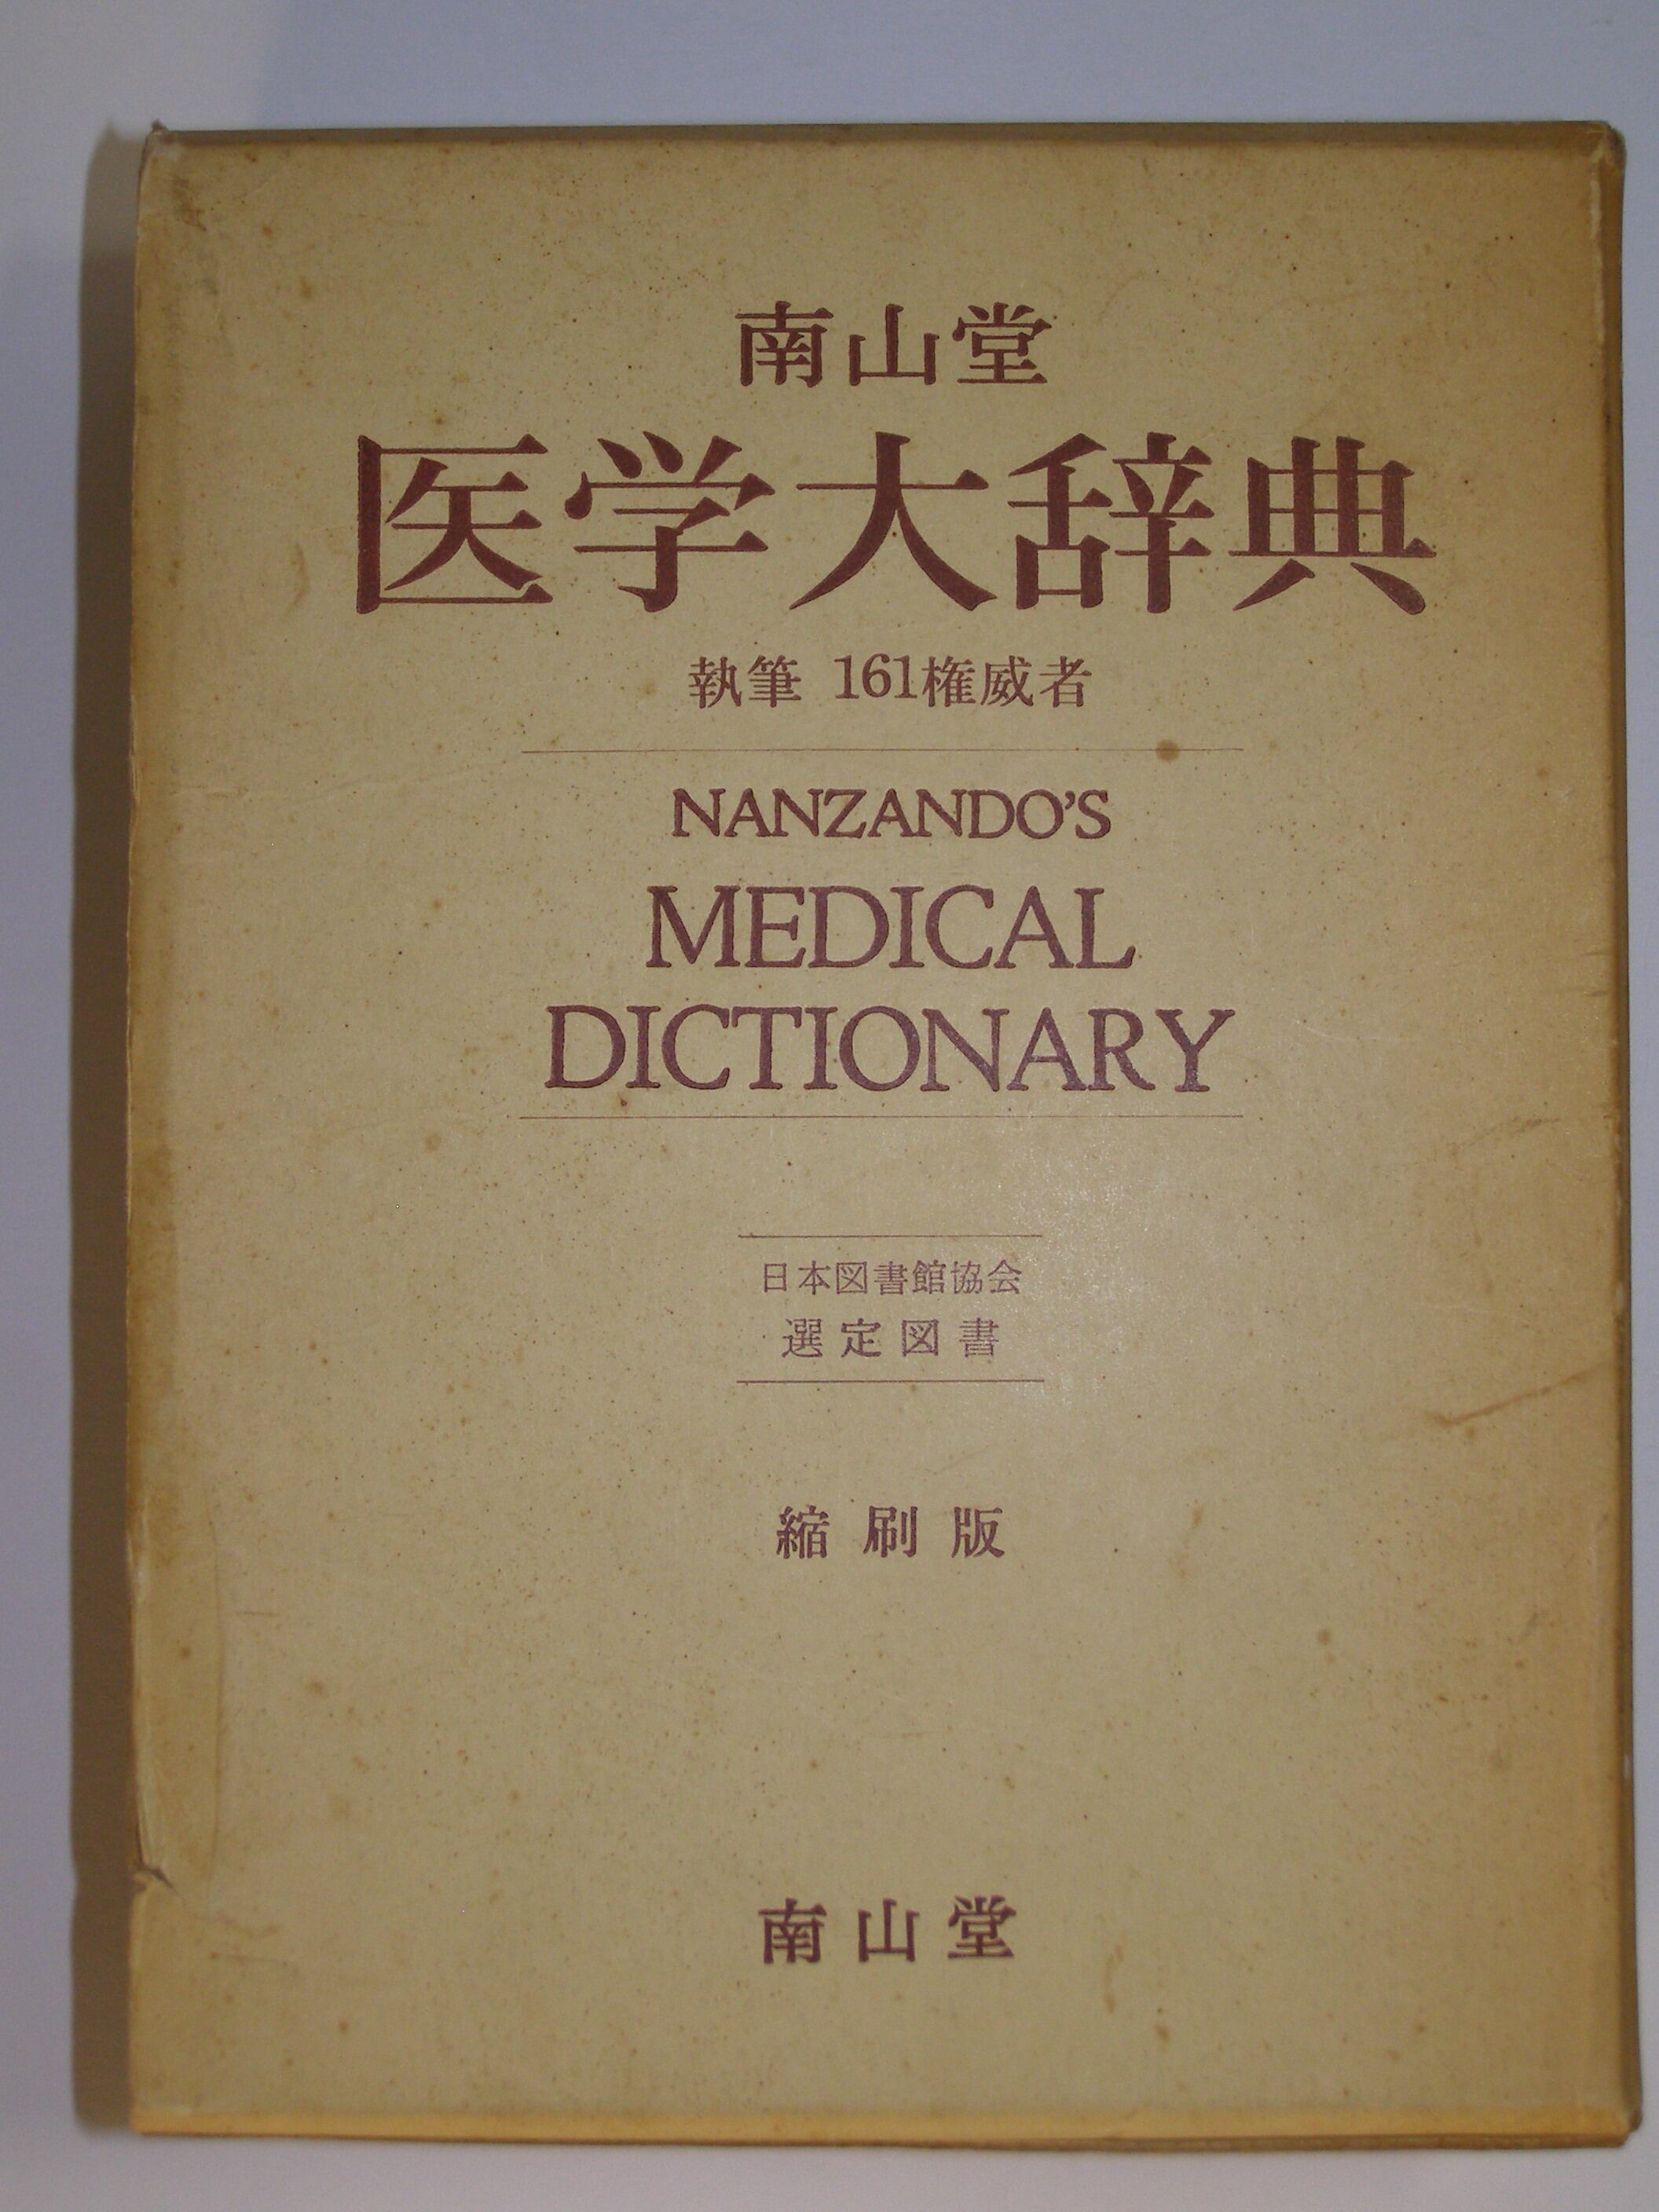 南山堂
医学大辞典
執筆 161権威者
NANZANDO'S
MEDICAL
DICTIONARY
日本図書館協会
選定図書
縮刷版
南山堂